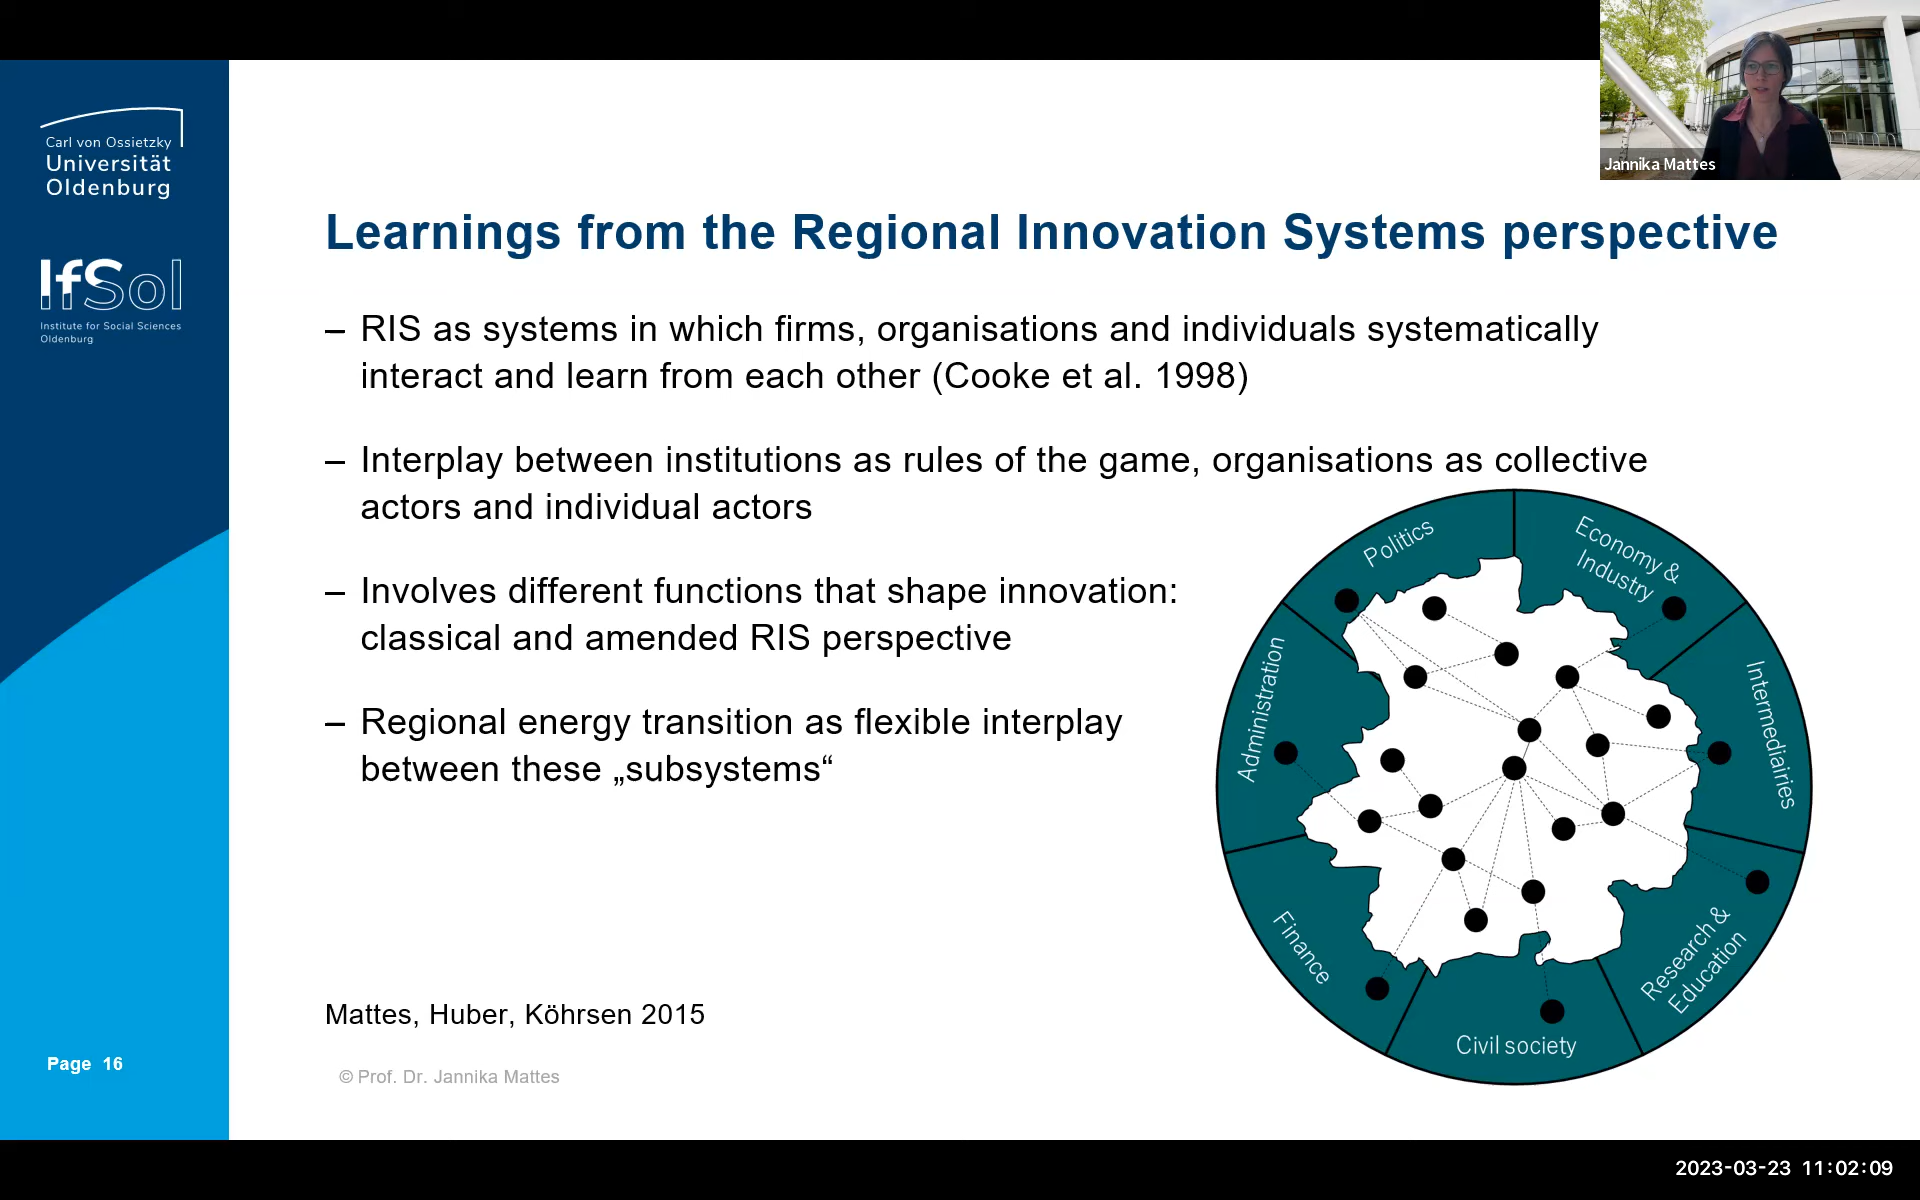 Jannika Mattes
Carl von Ossietzky
Universität
Oldenburg
IfSol
Institute for Social Sciences
Oldenburg
Learnings from the Regional Innovation Systems perspective
– RIS as systems in which firms, organisations and individuals systematically
interact and learn from each other (Cooke et al. 1998)
– Interplay between institutions as rules of the game, organisations as collective
actors and individual actors
– Involves different functions that shape innovation:
classical and amended RIS perspective
– Regional energy transition as flexible interplay
between these „subsystems“
Politics
Economy &
Industry
Administration
Intermediairies
Finance
Research &
Education
Civil society
Mattes, Huber, Köhrsen 2015
Page 16
© Prof. Dr. Jannika Mattes
2023-03-23 11:02:09